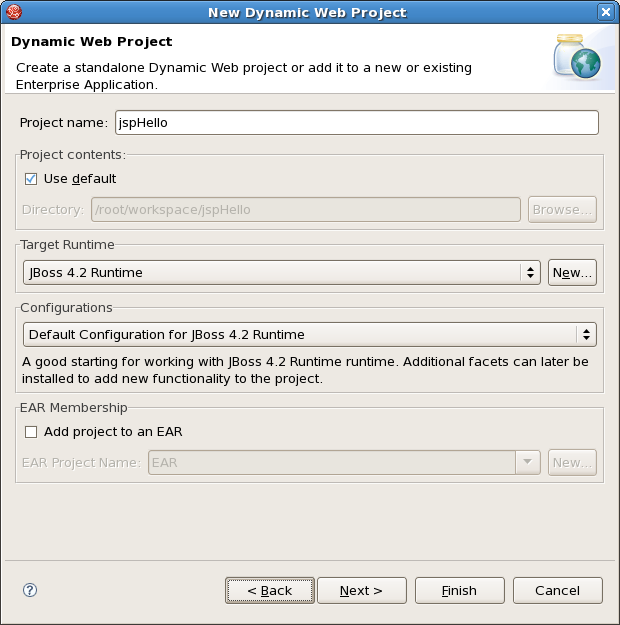 New Dynamic Web Project
Dynamic Web Project
Create a standalone Dynamic Web project or add it to a new or existing
Enterprise Application.
Project name: jspHello
Project contents:
Use default
Directory: /root/workspace/jspHello Browse...
Target Runtime
JBoss 4.2 Runtime New...
Configurations
Default Configuration for JBoss 4.2 Runtime
A good starting for working with JBoss 4.2 Runtime runtime. Additional facets can later be
installed to add new functionality to the project.
EAR Membership
Add project to an EAR
EAR Project Name: EAR New...
? < Back Next > Finish Cancel